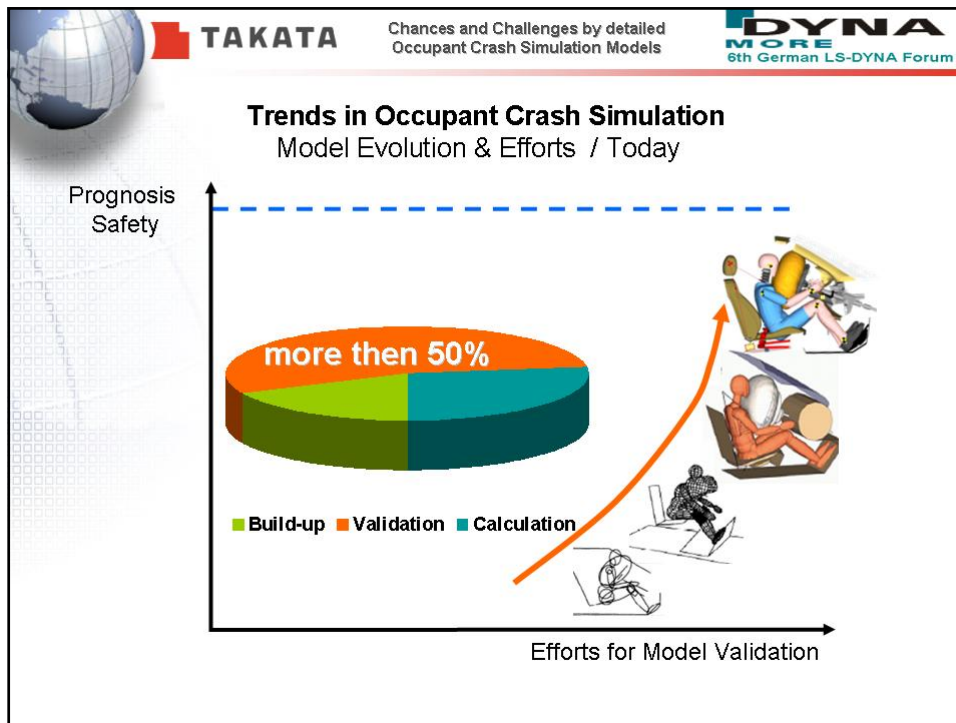 TAKATA
Chances and Challenges by detailed
Occupant Crash Simulation Models
DYNA
MORE
6th German LS-DYNA Forum
Trends in Occupant Crash Simulation
Model Evolution & Efforts / Today
Prognosis
Safety
more then 50%
Build-up Validation Calculation
Efforts for Model Validation